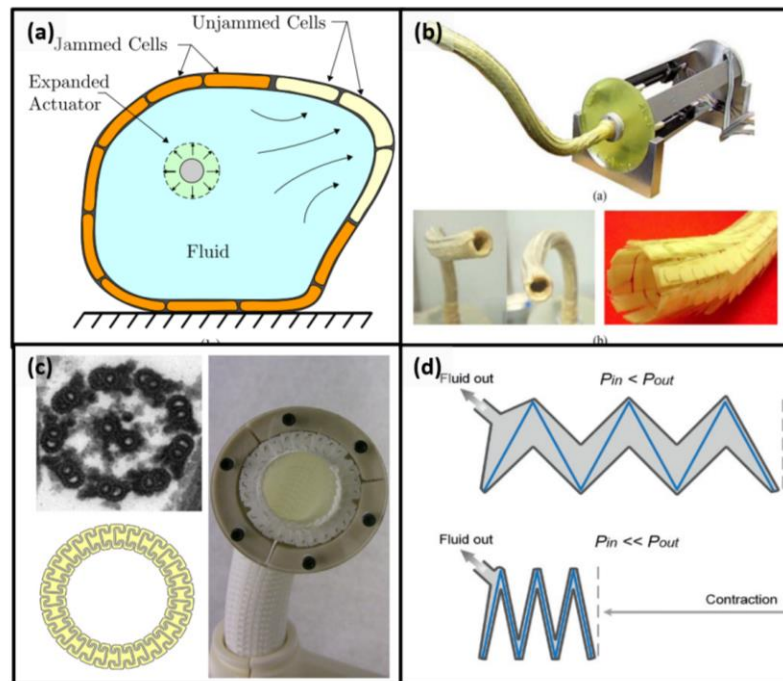 (a)
Unjammed Cells
Jammed Cells
Expanded
Actuator
Fluid
(b)
(a)
(b)
(c)
(d)
Fluid out
Pin < Pout
Fluid out
Pin << Pout
Contraction